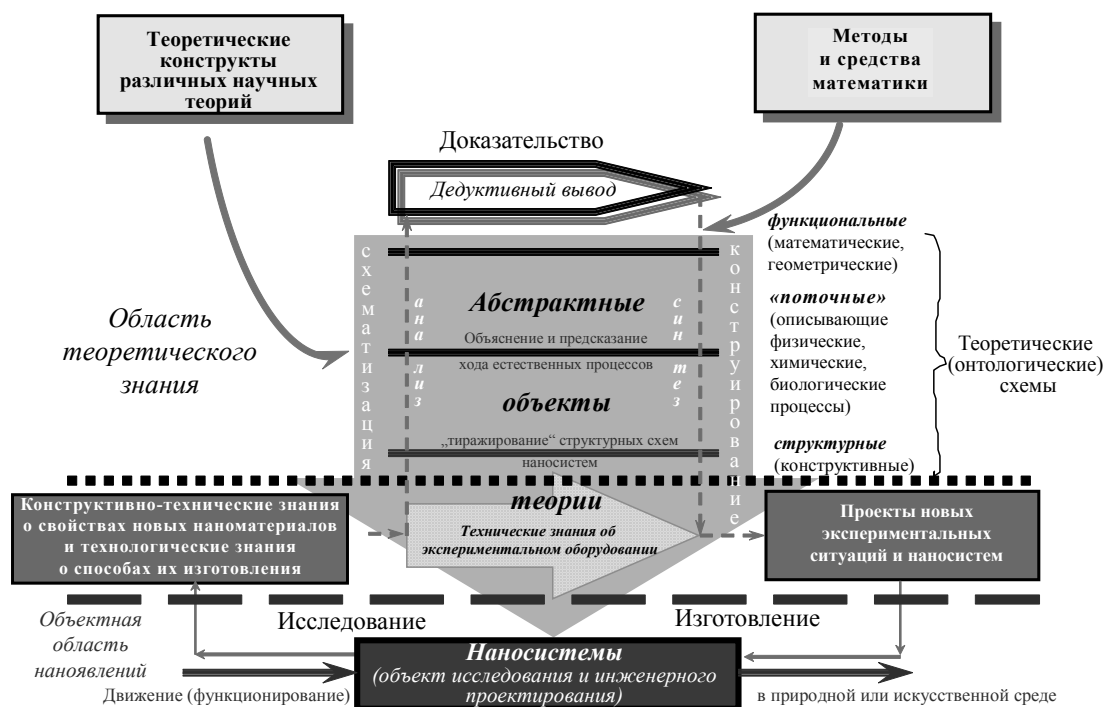 Теоретические
конструкты
различных научных
теорий
Методы
и средства
математики
Доказательство
Дедуктивный вывод
функциональные
(математические,
геометрические)
«поточные»
(описывающие
физические,
химические,
биологические
процессы)
структурные
(конструктивные)
Теоретические
(онтологические)
схемы
Область
теоретического
знания
схематизация
анализ
синтез
конструирование
Абстрактные
Объяснение и предсказание
хода естественных процессов
объекты
„тиражирование“ структурных схем
наносистем
теории
Технические знания об
экспериментальном оборудовании
Конструктивно-технические знания
о свойствах новых наноматериалов
и технологические знания
о способах их изготовления
Проекты новых
экспериментальных
ситуаций и наносистем
Объектная
область
наноявлений
Исследование
Изготовление
Наносистемы
(объект исследования и инженерного
проектирования)
Движение (функционирование)
в природной или искусственной среде